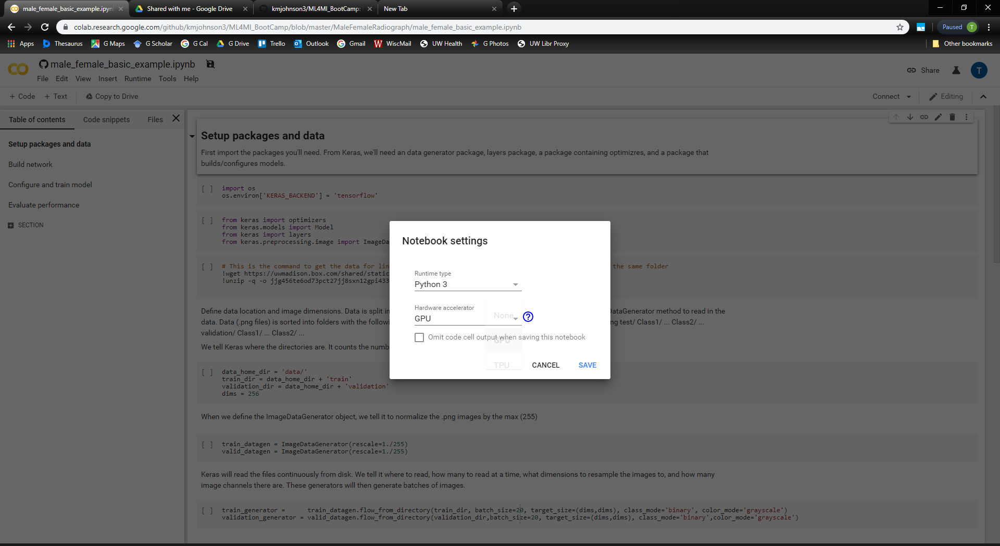 male_female_basic_example.ipyn
Shared with me - Google Drive
kmjohnson3/ML4MI_BootCamp:
New Tab
colab.research.google.com/github/kmjohnson3/ML4MI_BootCamp/blob/master/MaleFemaleRadiograph/male_female_basic_example.ipynb
Paused T
Apps Thesaurus G Maps G Scholar G Cal G Drive Trello Outlook Gmail WiscMail UW Health G Photos UW Libr Proxy Other bookmarks
male_female_basic_example.ipynb
File Edit View Insert Runtime Tools Help
Share T
+ Code + Text Copy to Drive
Connect Editing
Table of contents Code snippets Files
Setup packages and data
Build network
Configure and train model
Evaluate performance
SECTION
Setup packages and data
First import the packages you'll need. From Keras, we'll need an data generator package, layers package, a package containing optimizres, and a package that
builds/configures models.
[ ] import os
os.environ['KERAS_BACKEND'] = 'tensorflow'
[ ] from keras import optimizers
from keras.models import Model
from keras import layers
from keras.preprocessing.image import ImageDa
[ ] # This is the command to get the data for lin the same folder
!wget https://uwmadison.box.com/shared/static
!unzip -q -o jjg456te6od73pct27jj8sxn12gpi433
Define data location and image dimensions. Data is split in DataGenerator method to read in the
data. Data (.png files) is sorted into folders with the followi ng test/ Class1/ ... Class2/ ...
validation/ Class1/ ... Class2/ ...
We tell Keras where the directories are. It counts the numb
[ ] data_home_dir = 'data/'
train_dir = data_home_dir + 'train'
validation_dir = data_home_dir + 'validation'
dims = 256
When we define the ImageDataGenerator object, we tell it to normalize the .png images by the max (255)
[ ] train_datagen = ImageDataGenerator(rescale=1./255)
valid_datagen = ImageDataGenerator(rescale=1./255)
Keras will read the files continuously from disk. We tell it where to read, how many to read at a time, what dimensions to resample the images to, and how many
image channels there are. These generators will then generate batches of images.
[ ] train_generator = train_datagen.flow_from_directory(train_dir, batch_size=20, target_size=(dims,dims), class_mode='binary', color_mode='grayscale')
validation_generator = valid_datagen.flow_from_directory(validation_dir,batch_size=20, target_size=(dims,dims), class_mode='binary',color_mode='grayscale')
Notebook settings
Runtime type
Python 3
Hardware accelerator
GPU
None
GPU
TPU
Omit code cell output when saving this notebook
CANCEL SAVE